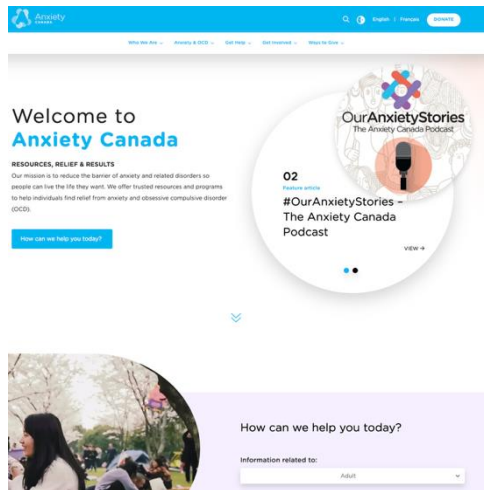 Anxiety
CANADA
English | Français
DONATE
Who We Are
Anxiety & OCD
Get Help
Get Involved
Ways to Give
Welcome to
Anxiety Canada
RESOURCES, RELIEF & RESULTS
Our mission is to reduce the barrier of anxiety and related disorders so
people can live the life they want. We offer trusted resources and programs
to help individuals find relief from anxiety and obsessive compulsive disorder
(OCD).
How can we help you today?
OurAnxietyStories
The Anxiety Canada Podcast
02
Feature article
#OurAnxietyStories –
The Anxiety Canada
Podcast
VIEW →
How can we help you today?
Information related to:
Adult